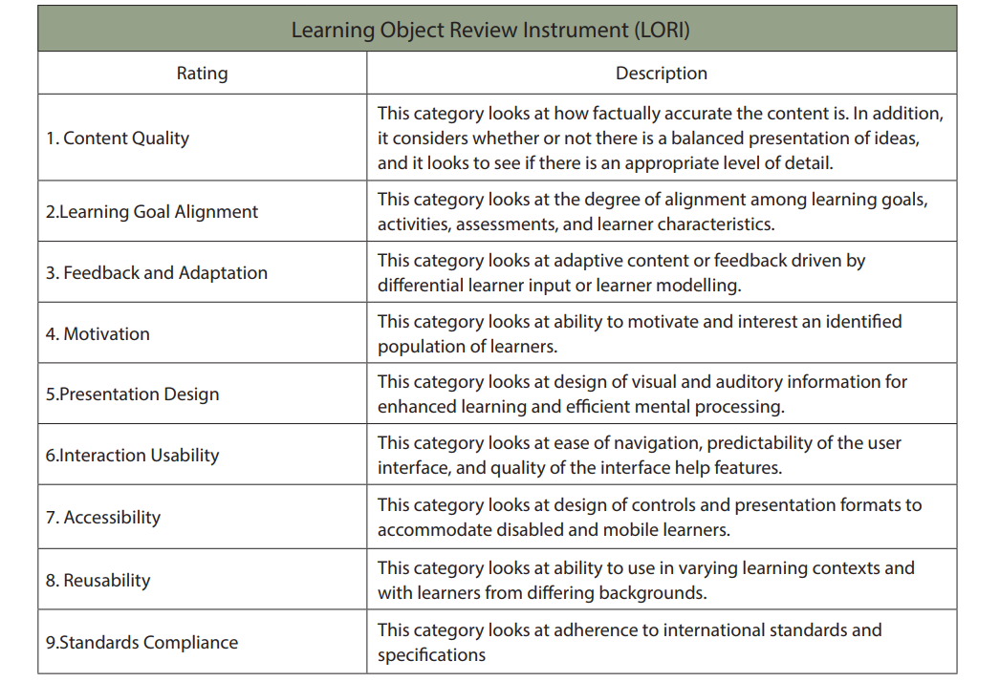 Learning Object Review Instrument (LORI)
Rating
Description
1. Content Quality
This category looks at how factually accurate the content is. In addition,
it considers whether or not there is a balanced presentation of ideas,
and it looks to see if there is an appropriate level of detail.
2.Learning Goal Alignment
This category looks at the degree of alignment among learning goals,
activities, assessments, and learner characteristics.
3. Feedback and Adaptation
This category looks at adaptive content or feedback driven by
differential learner input or learner modelling.
4. Motivation
This category looks at ability to motivate and interest an identified
population of learners.
5.Presentation Design
This category looks at design of visual and auditory information for
enhanced learning and efficient mental processing.
6.Interaction Usability
This category looks at ease of navigation, predictability of the user
interface, and quality of the interface help features.
7. Accessibility
This category looks at design of controls and presentation formats to
accommodate disabled and mobile learners.
8. Reusability
This category looks at ability to use in varying learning contexts and
with learners from differing backgrounds.
9.Standards Compliance
This category looks at adherence to international standards and
specifications